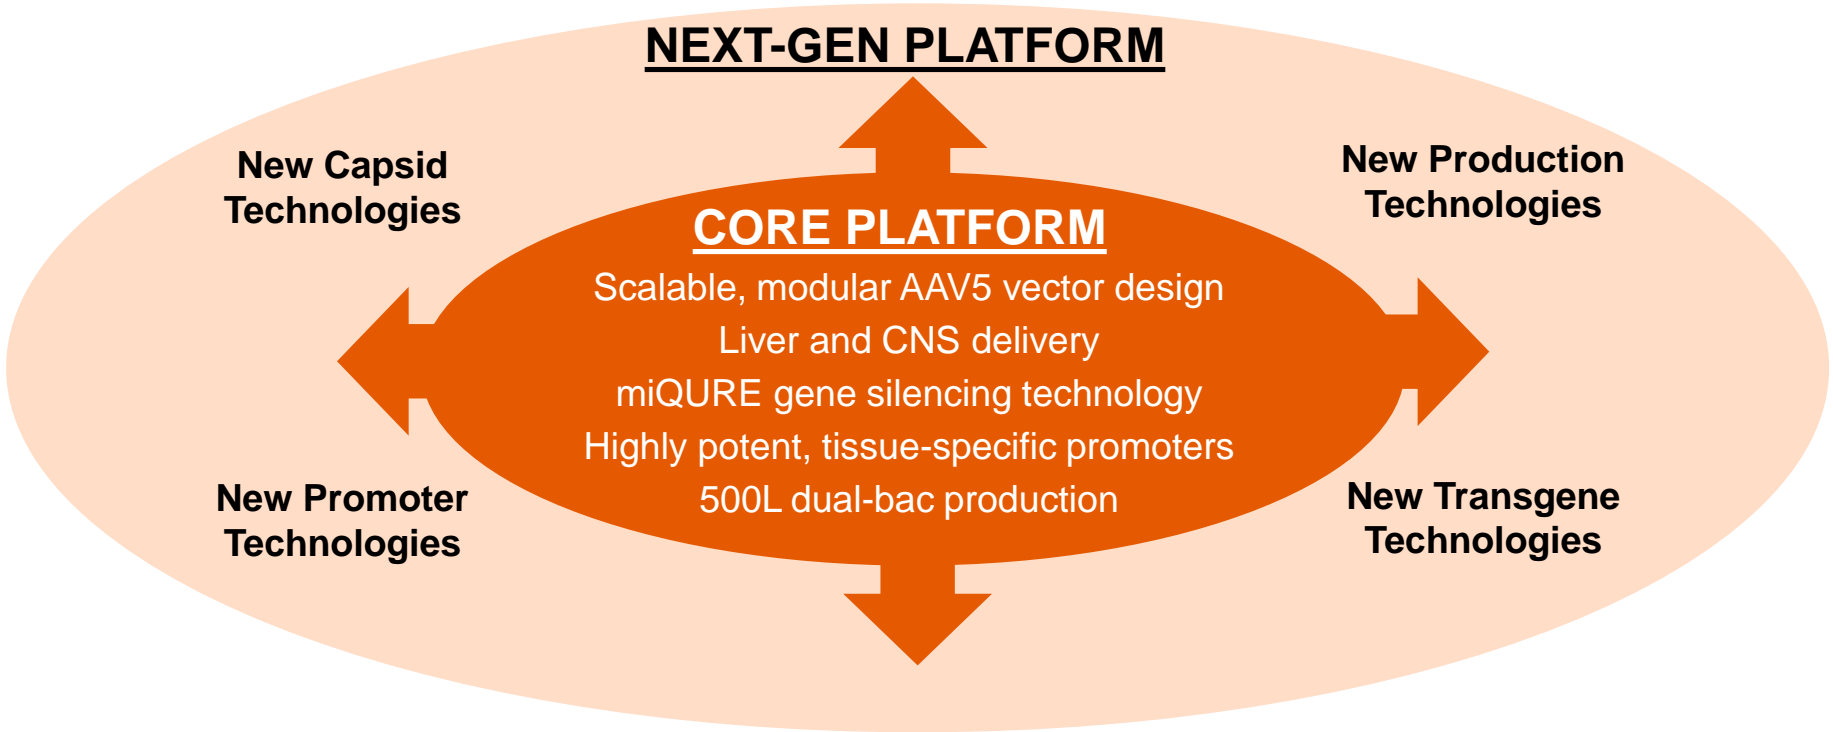 NEXT-GEN PLATFORM
New Capsid
Technologies
New Production
Technologies
CORE PLATFORM
Scalable, modular AAV5 vector design
Liver and CNS delivery
miQURE gene silencing technology
Highly potent, tissue-specific promoters
500L dual-bac production
New Promoter
Technologies
New Transgene
Technologies